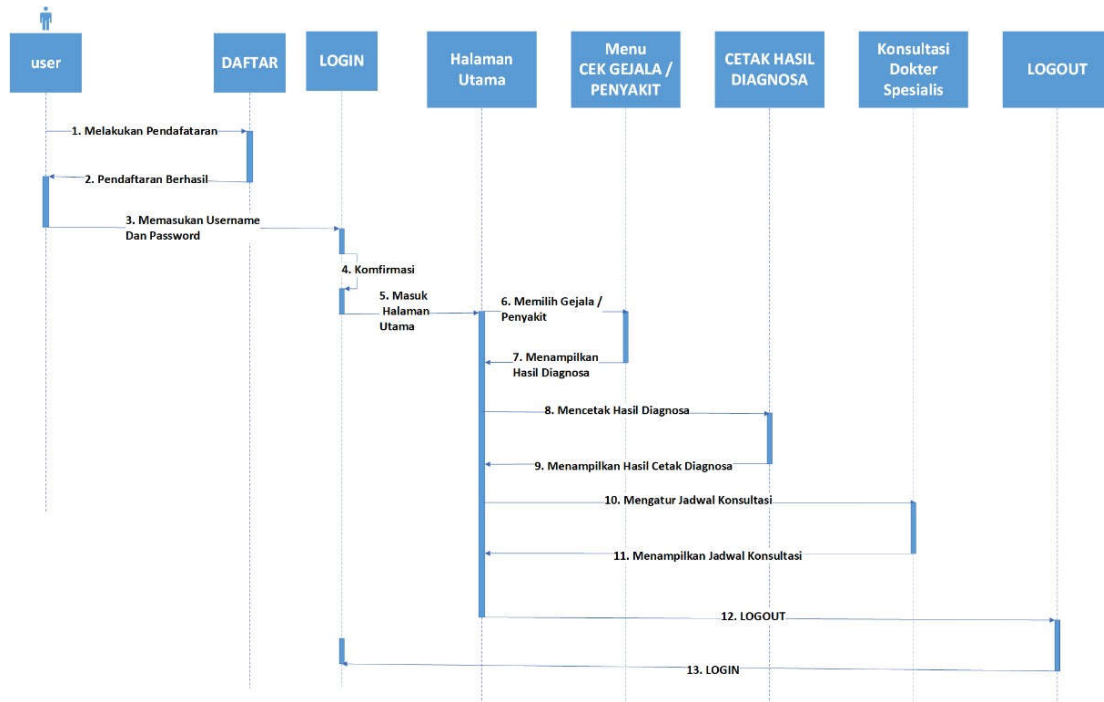 user
DAFTAR
LOGIN
Halaman
Utama
Menu
CEK GEJALA /
PENYAKIT
CETAK HASIL
DIAGNOSA
Konsultasi
Dokter
Spesialis
LOGOUT
1. Melakukan Pendafataran
2. Pendaftaran Berhasil
3. Memasukan Username
Dan Password
4. Komfirmasi
5. Masuk
Halaman
Utama
6. Memilih Gejala /
Penyakit
7. Menampilkan
Hasil Diagnosa
8. Mencetak Hasil Diagnosa
9. Menampilkan Hasil Cetak Diagnosa
10. Mengatur Jadwal Konsultasi
11. Menampilkan Jadwal Konsultasi
12. LOGOUT
13. LOGIN